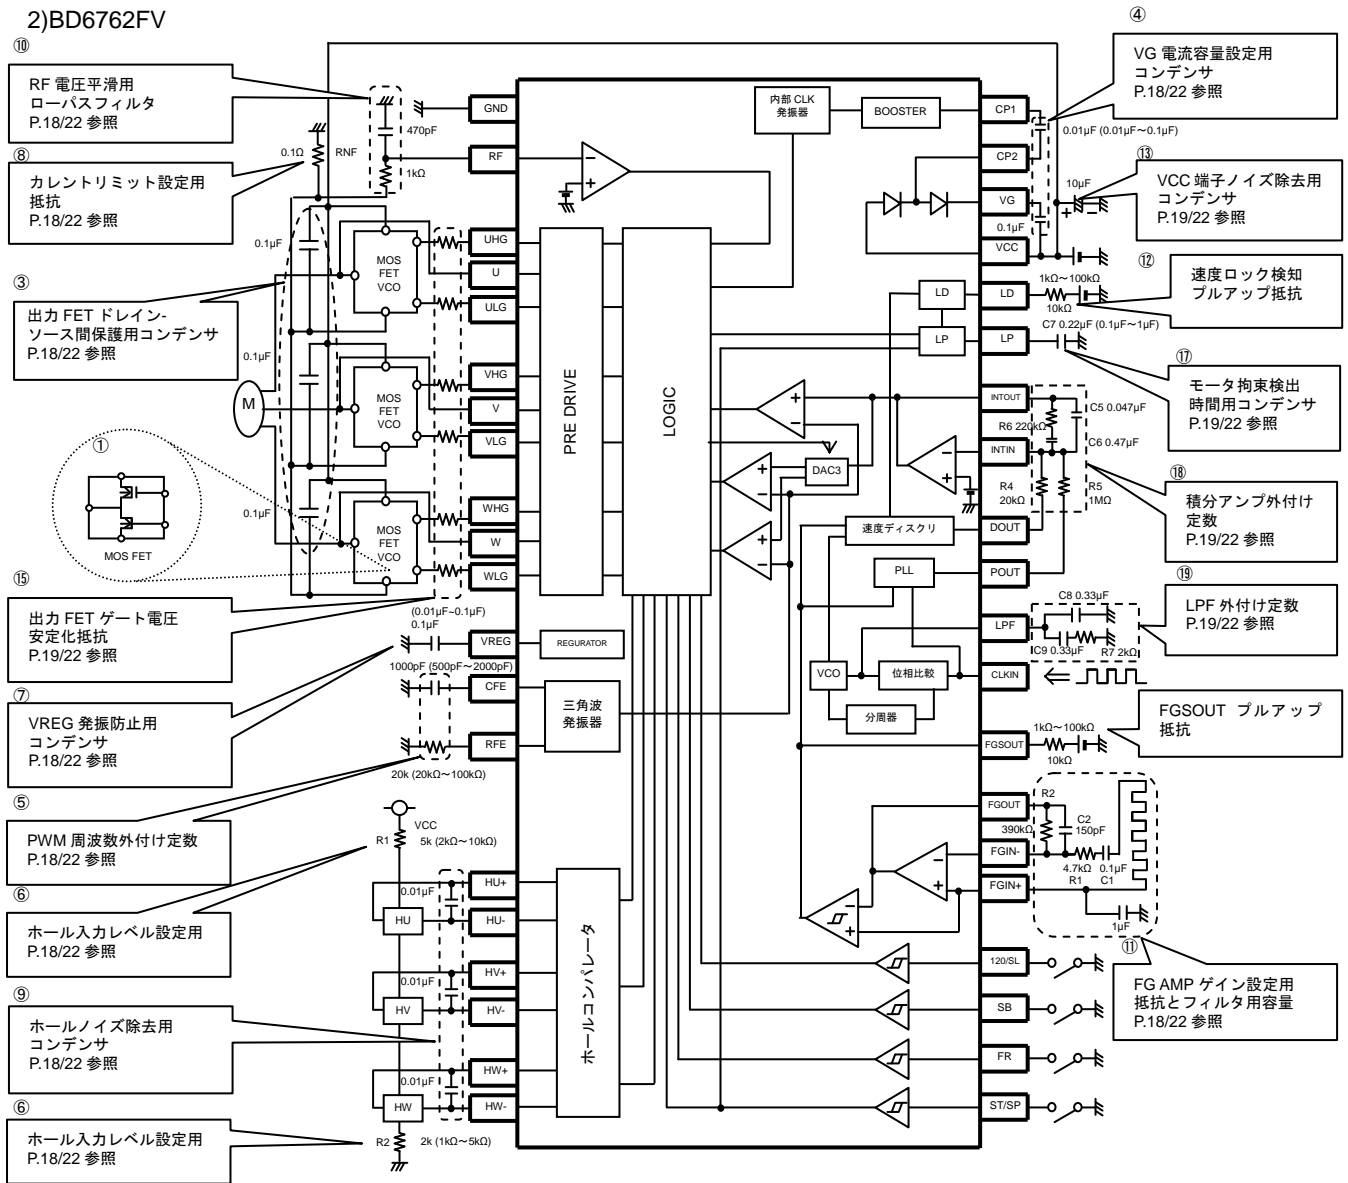 2)BD6762FV
⑩
RF 電圧平滑用
ローパスフィルタ
P.18/22 参照
⑧
カレントリミット設定用
抵抗
P.18/22 参照
③
出力 FET ドレイン-
ソース間保護用コンデンサ
P.18/22 参照
①
MOS FET
⑮
出力 FET ゲート電圧
安定化抵抗
P.19/22 参照
⑦
VREG 発振防止用
コンデンサ
P.18/22 参照
⑤
PWM 周波数外付け定数
P.18/22 参照
⑥
ホール入力レベル設定用
P.18/22 参照
⑨
ホールノイズ除去用
コンデンサ
P.18/22 参照
⑥
ホール入力レベル設定用
P.18/22 参照
470pF
0.1Ω
RNF
1kΩ
0.1µF
MOS
FET
VCO
0.1µF
M
MOS
FET
VCO
0.1µF
MOS
FET
VCO
(0.01µF~0.1µF)
0.1µF
1000pF (500pF～2000pF)
20k (20kΩ～100kΩ)
VCC
R1
5k (2kΩ～10kΩ)
0.01µF
HU
0.01µF
HV
0.01µF
HW
R2
2k (1kΩ～5kΩ)
GND
RF
UHG
U
ULG
VHG
V
VLG
WHG
W
WLG
VREG
CFE
RFE
HU+
HU-
HV+
HV-
HW+
HW-
−
+
PRE DRIVE
LOGIC
REGURATOR
三角波
発振器
ホールコンパレータ
内部 CLK
発振器
BOOSTER
LD
LP
+
−
DAC3
+
−
+
−
−
+
速度ディスクリ
PLL
VCO
位相比較
分周器
−
+
−
+
CP1
CP2
VG
VCC
LD
LP
INTOUT
INTIN
DOUT
POUT
LPF
CLKIN
FGSOUT
FGOUT
FGIN-
FGIN+
120/SL
SB
FR
ST/SP
④
VG 電流容量設定用
コンデンサ
P.18/22 参照
0.01µF (0.01µF～0.1µF)
⑬
10µF
+
−
VCC 端子ノイズ除去用
コンデンサ
P.19/22 参照
0.1µF
⑫
1kΩ～100kΩ
10kΩ
速度ロック検知
プルアップ抵抗
C7 0.22µF (0.1µF～1µF)
⑰
モータ拘束検出
時間用コンデンサ
P.19/22 参照
C5 0.047µF
R6 220kΩ
C6 0.47µF
R4
20kΩ
R5
1MΩ
⑱
積分アンプ外付け
定数
P.19/22 参照
⑲
C8 0.33µF
C9 0.33µF
R7 2kΩ
LPF 外付け定数
P.19/22 参照
1kΩ～100kΩ
10kΩ
FGSOUT プルアップ
抵抗
R2
390kΩ
C2
150pF
4.7kΩ
R1
0.1µF
C1
1µF
⑪
FG AMP ゲイン設定用
抵抗とフィルタ用容量
P.18/22 参照